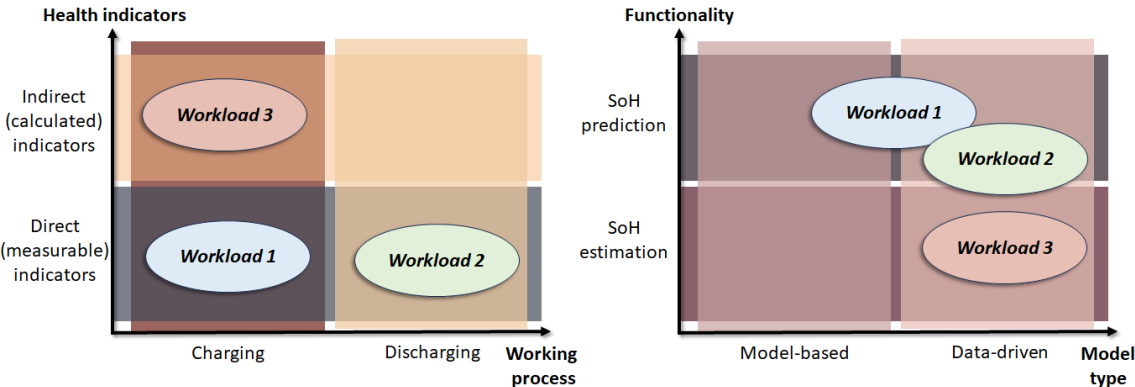 Health indicators
Indirect
(calculated)
indicators
Direct
(measurable)
indicators
Workload 3
Workload 1
Workload 2
Charging
Discharging
Working
process
Functionality
SoH
prediction
SoH
estimation
Workload 1
Workload 2
Workload 3
Model-based
Data-driven
Model
type